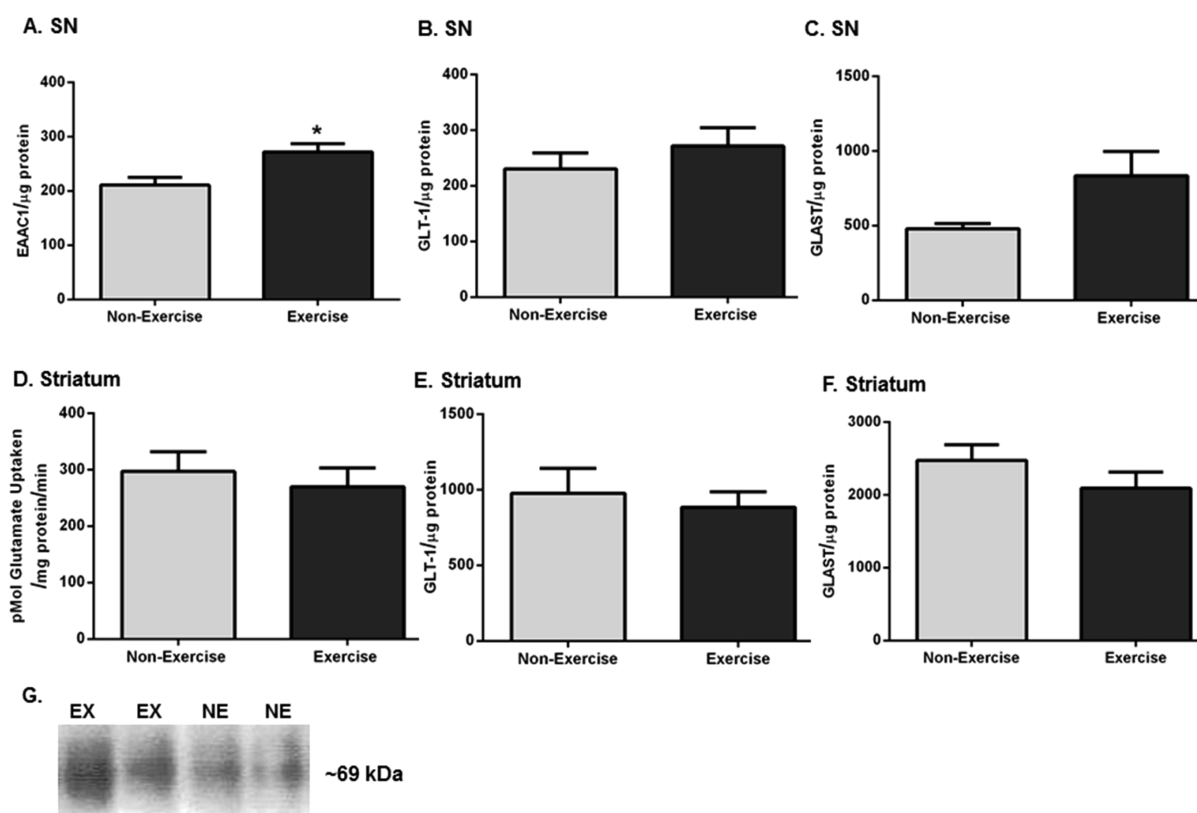 A. SN
EAAC1/µg protein
400
300
200
100
0
*
Non-Exercise
Exercise
B. SN
GLT-1/µg protein
400
300
200
100
0
Non-Exercise
Exercise
C. SN
GLAST/µg protein
1500
1000
500
0
Non-Exercise
Exercise
D. Striatum
pMol Glutamate Uptaken
/mg protein/min
400
300
300
100
0
Non-Exercise
Exercise
E. Striatum
GLT-1/µg protein
1500
1000
500
0
Non-Exercise
Exercise
F. Striatum
GLAST/µg protein
3000
2000
1000
0
Non-Exercise
Exercise
G.
EX EX NE NE
~69 kDa